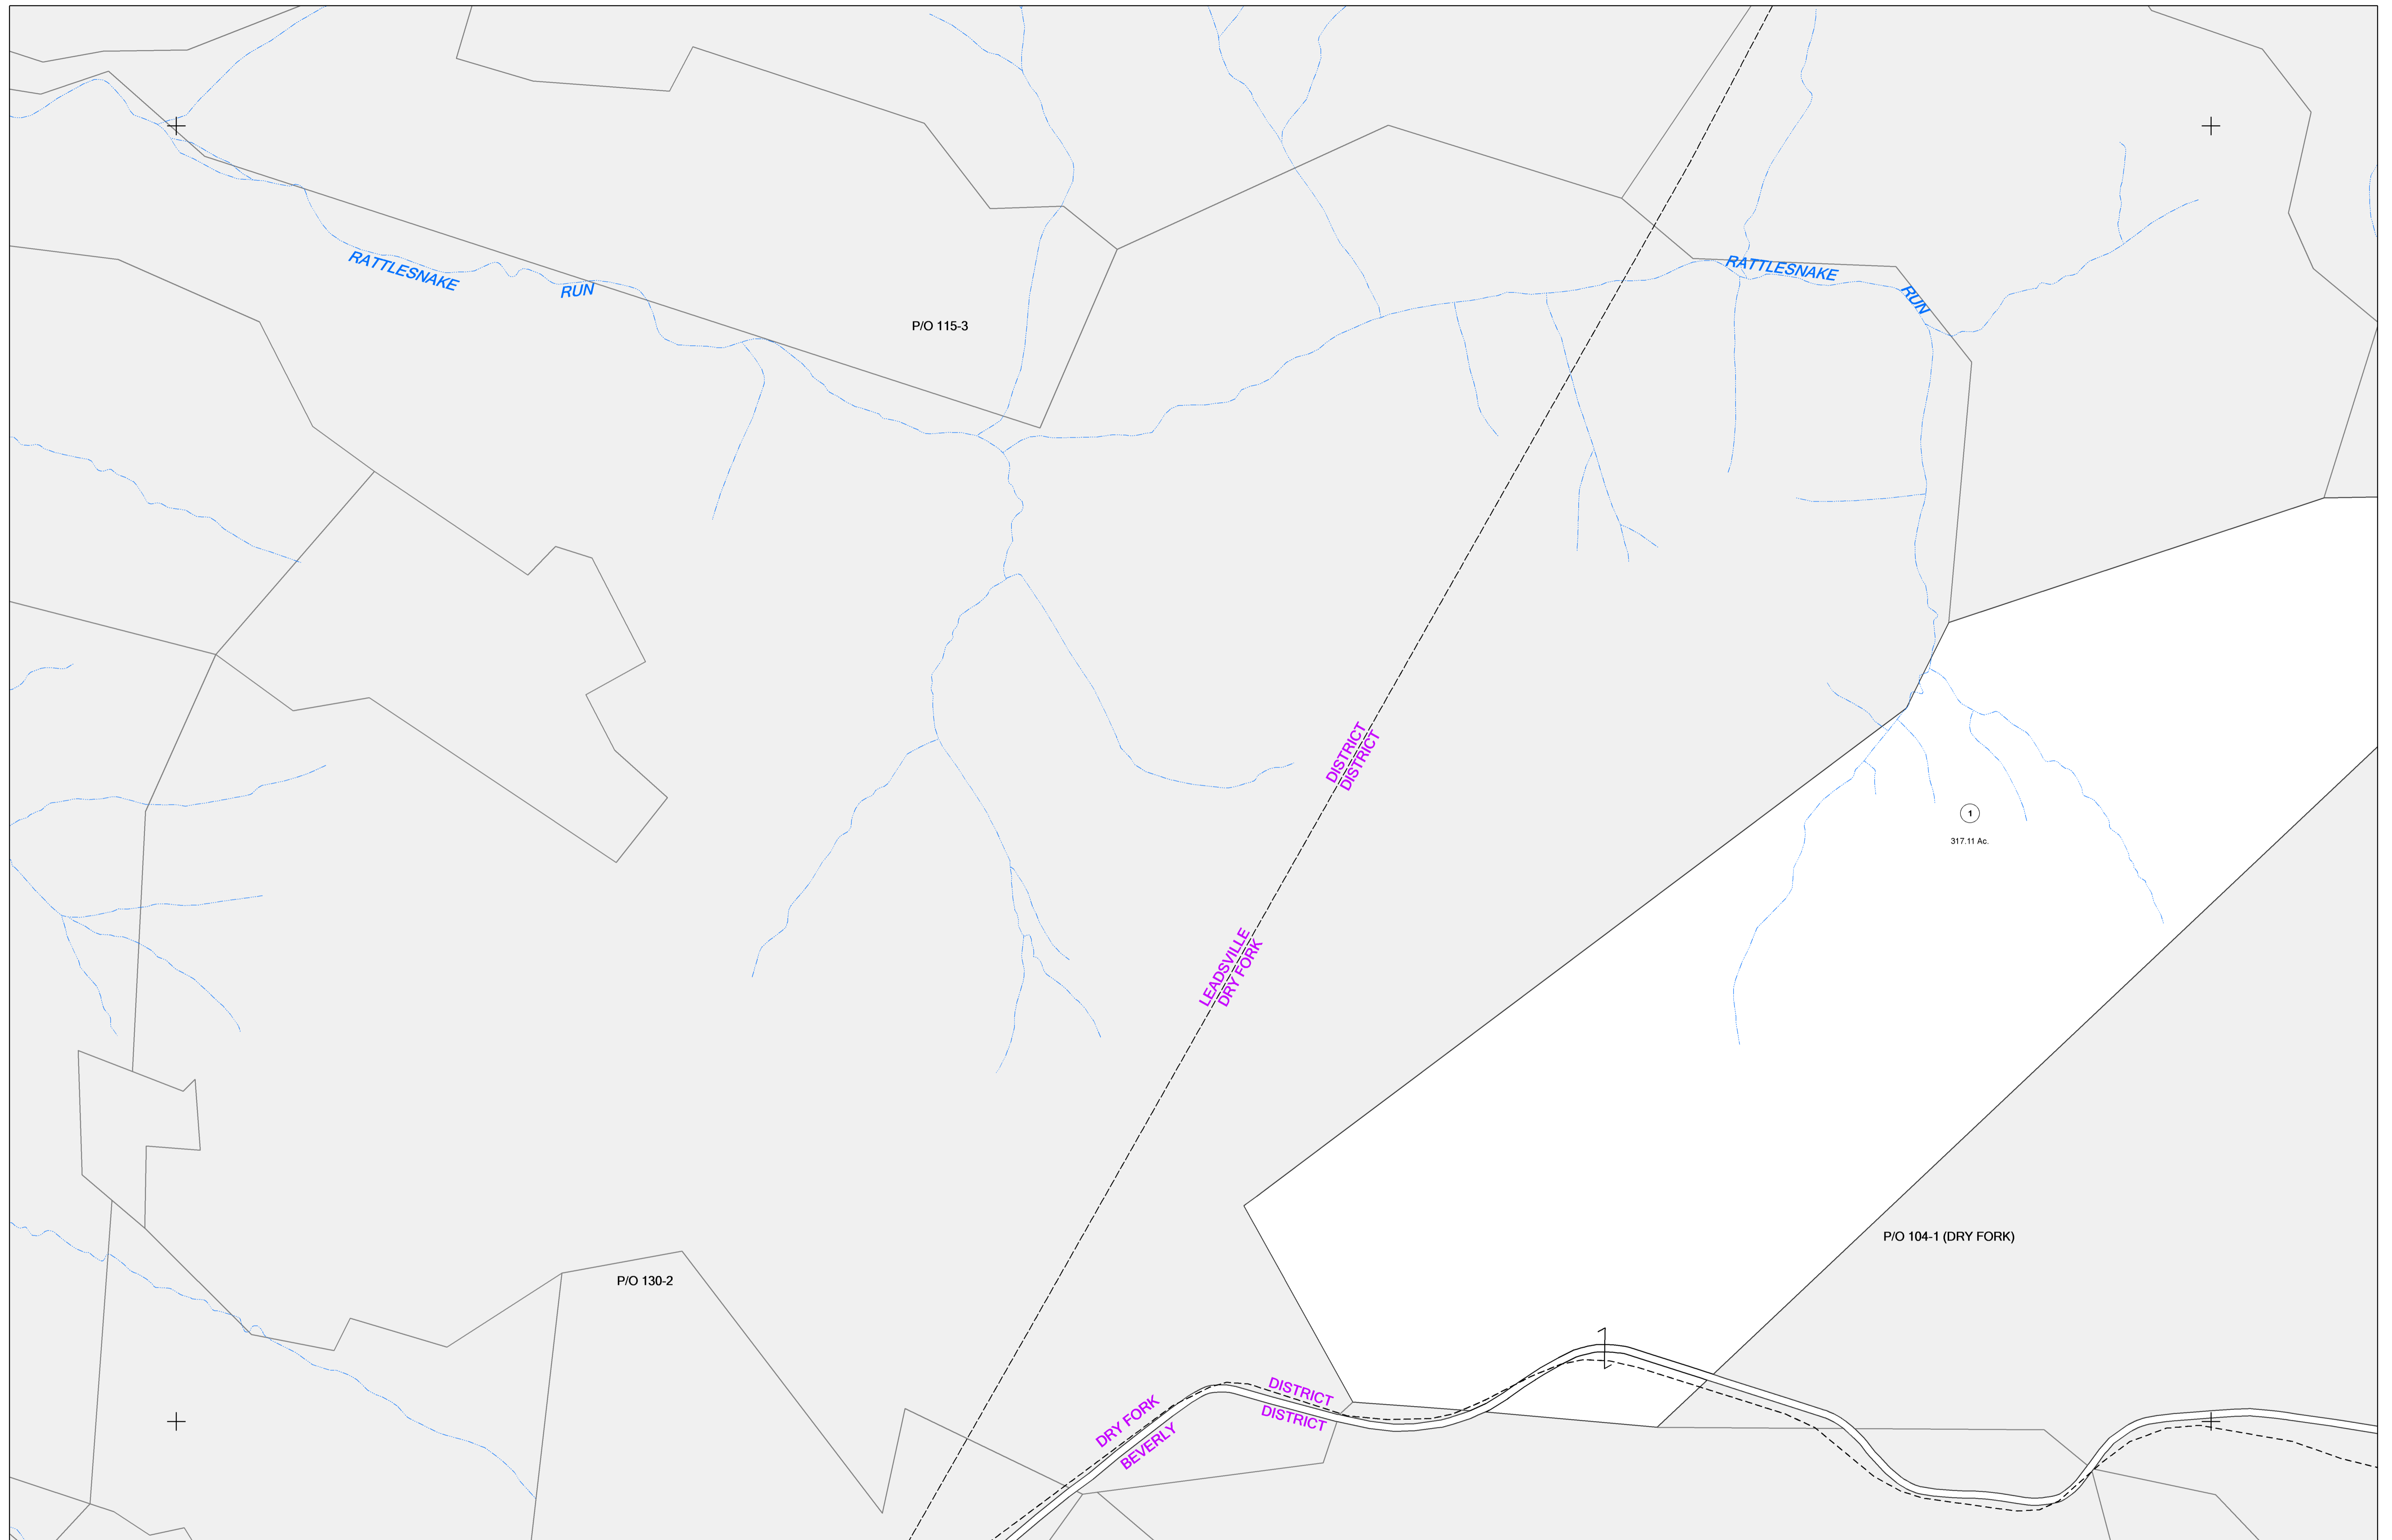 RATTLESNAKE
RUN
RATTLESNAKE
RUN
P/O 115-3
DISTRICT
DISTRICT
1
317.11 Ac.
LEADSVILLE
DRY FORK
P/O 104-1 (DRY FORK)
P/O 130-2
DRY FORK
DISTRICT
BEVERLY
DISTRICT